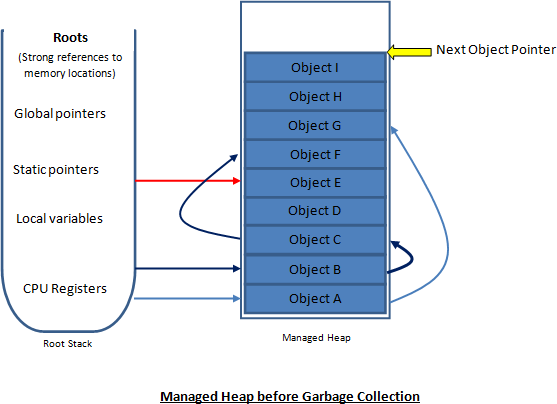 Roots
(Strong references to
memory locations)
Global pointers
Static pointers
Local variables
CPU Registers
Root Stack
Next Object Pointer
Object I
Object H
Object G
Object F
Object E
Object D
Object C
Object B
Object A
Managed Heap
Managed Heap before Garbage Collection